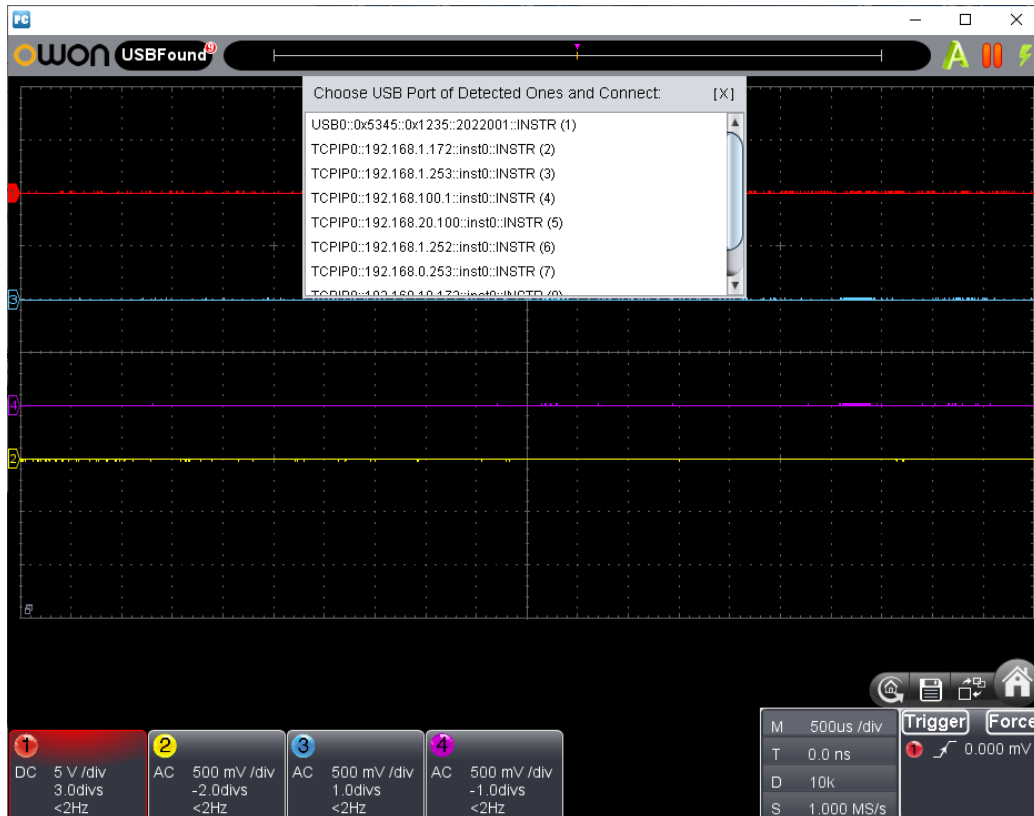 PC
OWON USBFound 9
Choose USB Port of Detected Ones and Connect: [X]
USB0::0x5345::0x1235::2022001::INSTR (1)
TCPIP0::192.168.1.172::inst0::INSTR (2)
TCPIP0::192.168.1.253::inst0::INSTR (3)
TCPIP0::192.168.100.1::inst0::INSTR (4)
TCPIP0::192.168.20.100::inst0::INSTR (5)
TCPIP0::192.168.1.252::inst0::INSTR (6)
TCPIP0::192.168.0.253::inst0::INSTR (7)
1
3
4
2
Trigger Force
M 500us /div
T 0.0 ns
D 10k
S 1.000 MS/s
1 0.000 mV
1
DC 5 V /div
3.0divs
<2Hz
2
AC 500 mV /div
-2.0divs
<2Hz
3
AC 500 mV /div
1.0divs
<2Hz
4
AC 500 mV /div
-1.0divs
<2Hz